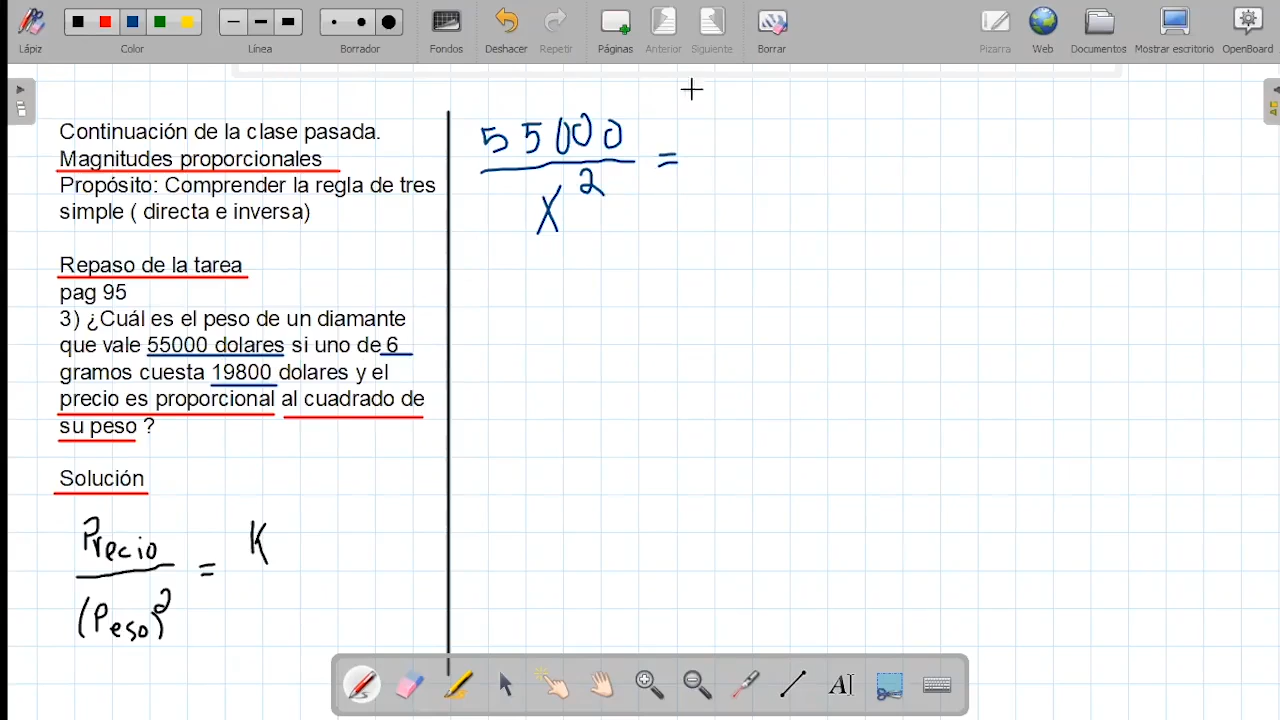 Lápiz
Color
Línea
Borrador
Fondos
Deshacer
Repetir
Páginas
Anterior
Siguiente
Borrar
Pizarra
Web
Documentos
Mostrar escritorio
OpenBoard
Continuación de la clase pasada.
Magnitudes proporcionales
Propósito: Comprender la regla de tres
simple ( directa e inversa)
Repaso de la tarea
pag 95
3) ¿Cuál es el peso de un diamante
que vale 55000 dolares si uno de 6
gramos cuesta 19800 dolares y el
precio es proporcional al cuadrado de
su peso ?
Solución
Precio
= K
(Peso)²
55000
=
X²
AI